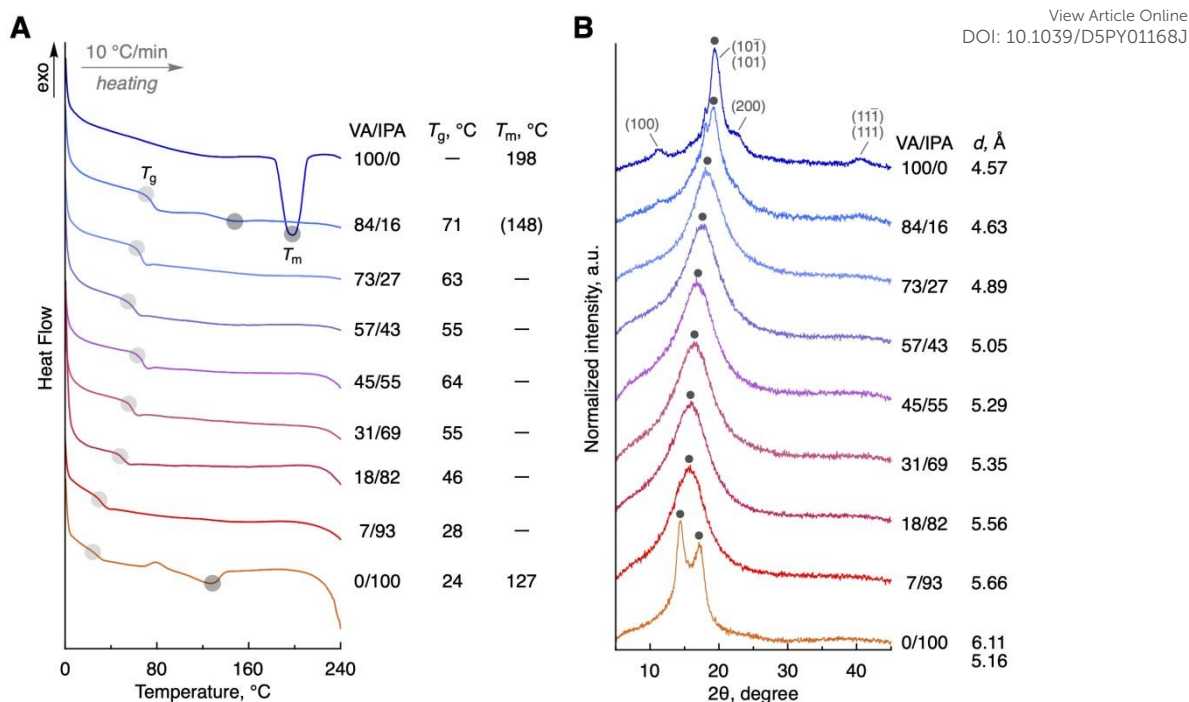 View Article Online
DOI: 10.1039/D5PY01168J
A
exo
10 °C/min
heating
VA/IPA Tg, °C Tm, °C
100/0 — 198
Tg
84/16 71 (148)
Tm
73/27 63 —
57/43 55 —
45/55 64 —
31/69 55 —
18/82 46 —
7/93 28 —
0/100 24 127
Heat Flow
0 80 160 240
Temperature, °C
B
(101̄)
(101)
(100)
(200)
(111̄)
(111)
VA/IPA d, Å
100/0 4.57
84/16 4.63
73/27 4.89
57/43 5.05
45/55 5.29
31/69 5.35
18/82 5.56
7/93 5.66
0/100 6.11
5.16
Normalized intensity, a.u.
10 20 30 40
2θ, degree